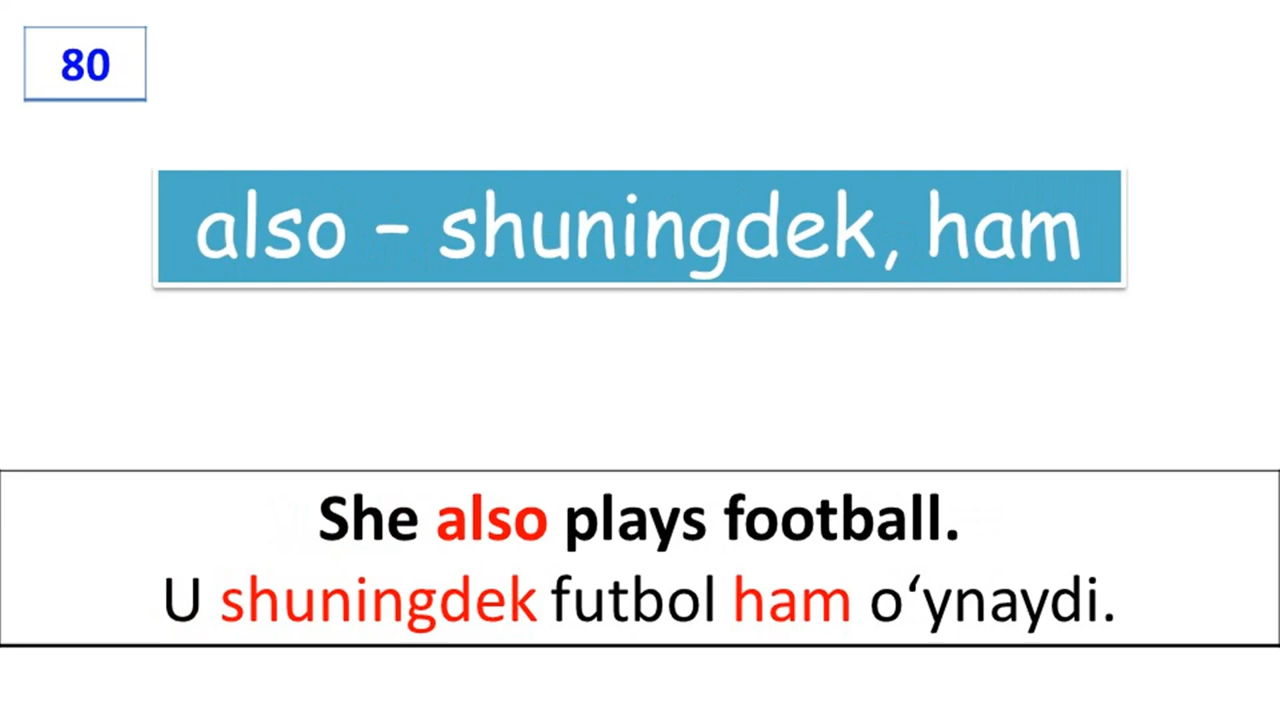 80
also – shuningdek, ham
She also plays football.
U shuningdek futbol ham o‘ynaydi.